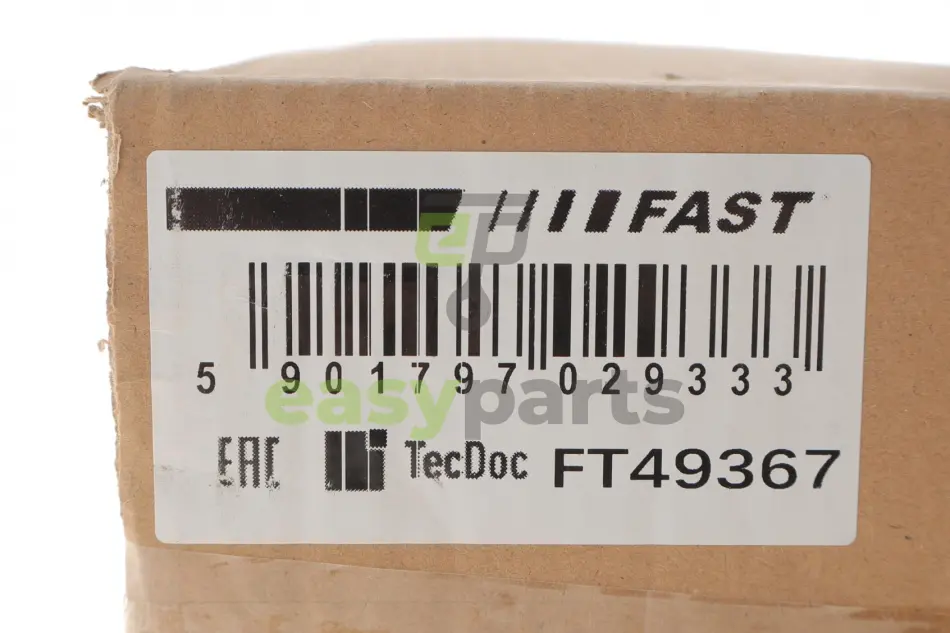 FAST
5 901797 029333
easyparts
EAC TecDoc FT49367